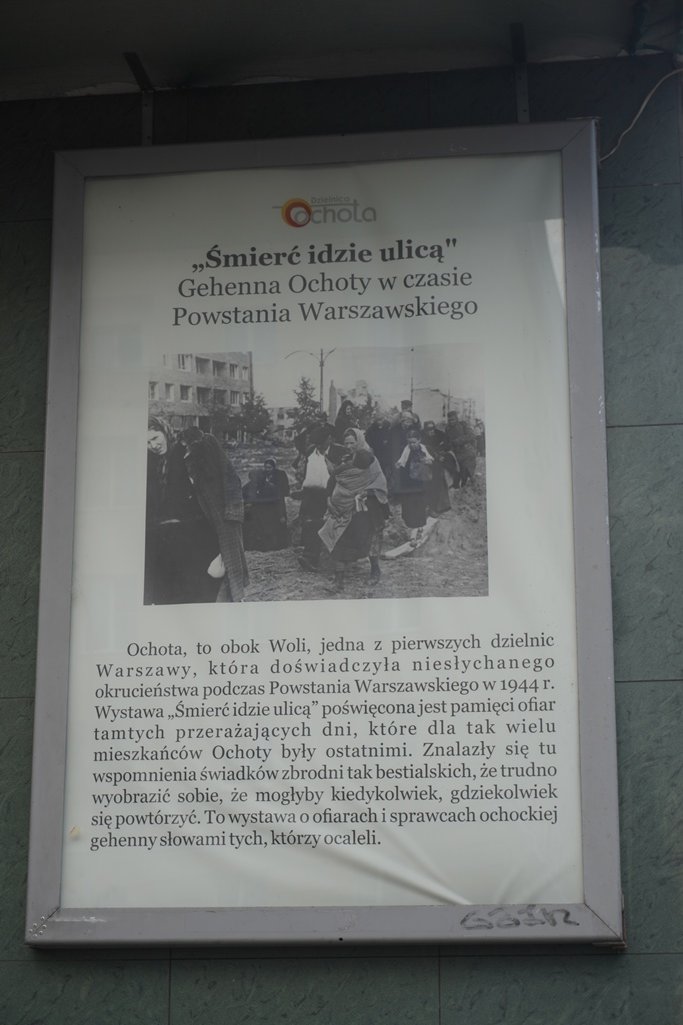 Dzielnica
Ochota
„Śmierć idzie ulicą"
Gehenna Ochoty w czasie
Powstania Warszawskiego
Ochota, to obok Woli, jedna z pierwszych dzielnic
Warszawy, która doświadczyła niesłychanego
okrucieństwa podczas Powstania Warszawskiego w 1944 r.
Wystawa „Śmierć idzie ulicą” poświęcona jest pamięci ofiar
tamtych przerażających dni, które dla tak wielu
mieszkańców Ochoty były ostatnimi. Znalazły się tu
wspomnienia świadków zbrodni tak bestialskich, że trudno
wyobrazić sobie, że mogłyby kiedykolwiek, gdziekolwiek
się powtórzyć. To wystawa o ofiarach i sprawcach ochockiej
gehenny słowami tych, którzy ocaleli.